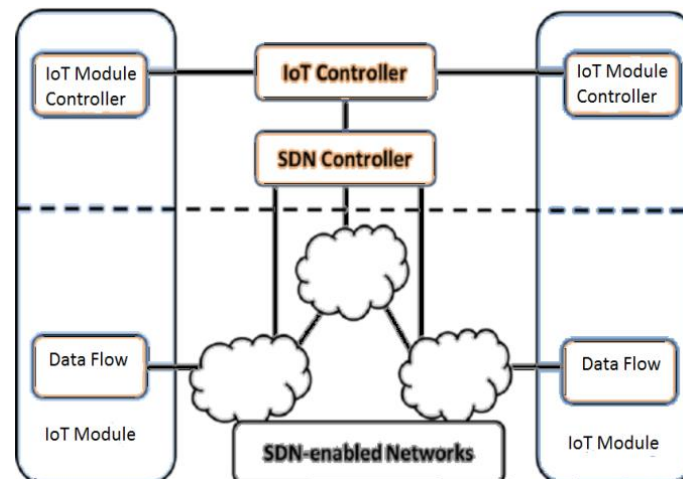 IoT Module
Controller
IoT Controller
IoT Module
Controller
SDN Controller
Data Flow
Data Flow
IoT Module
IoT Module
SDN-enabled Networks